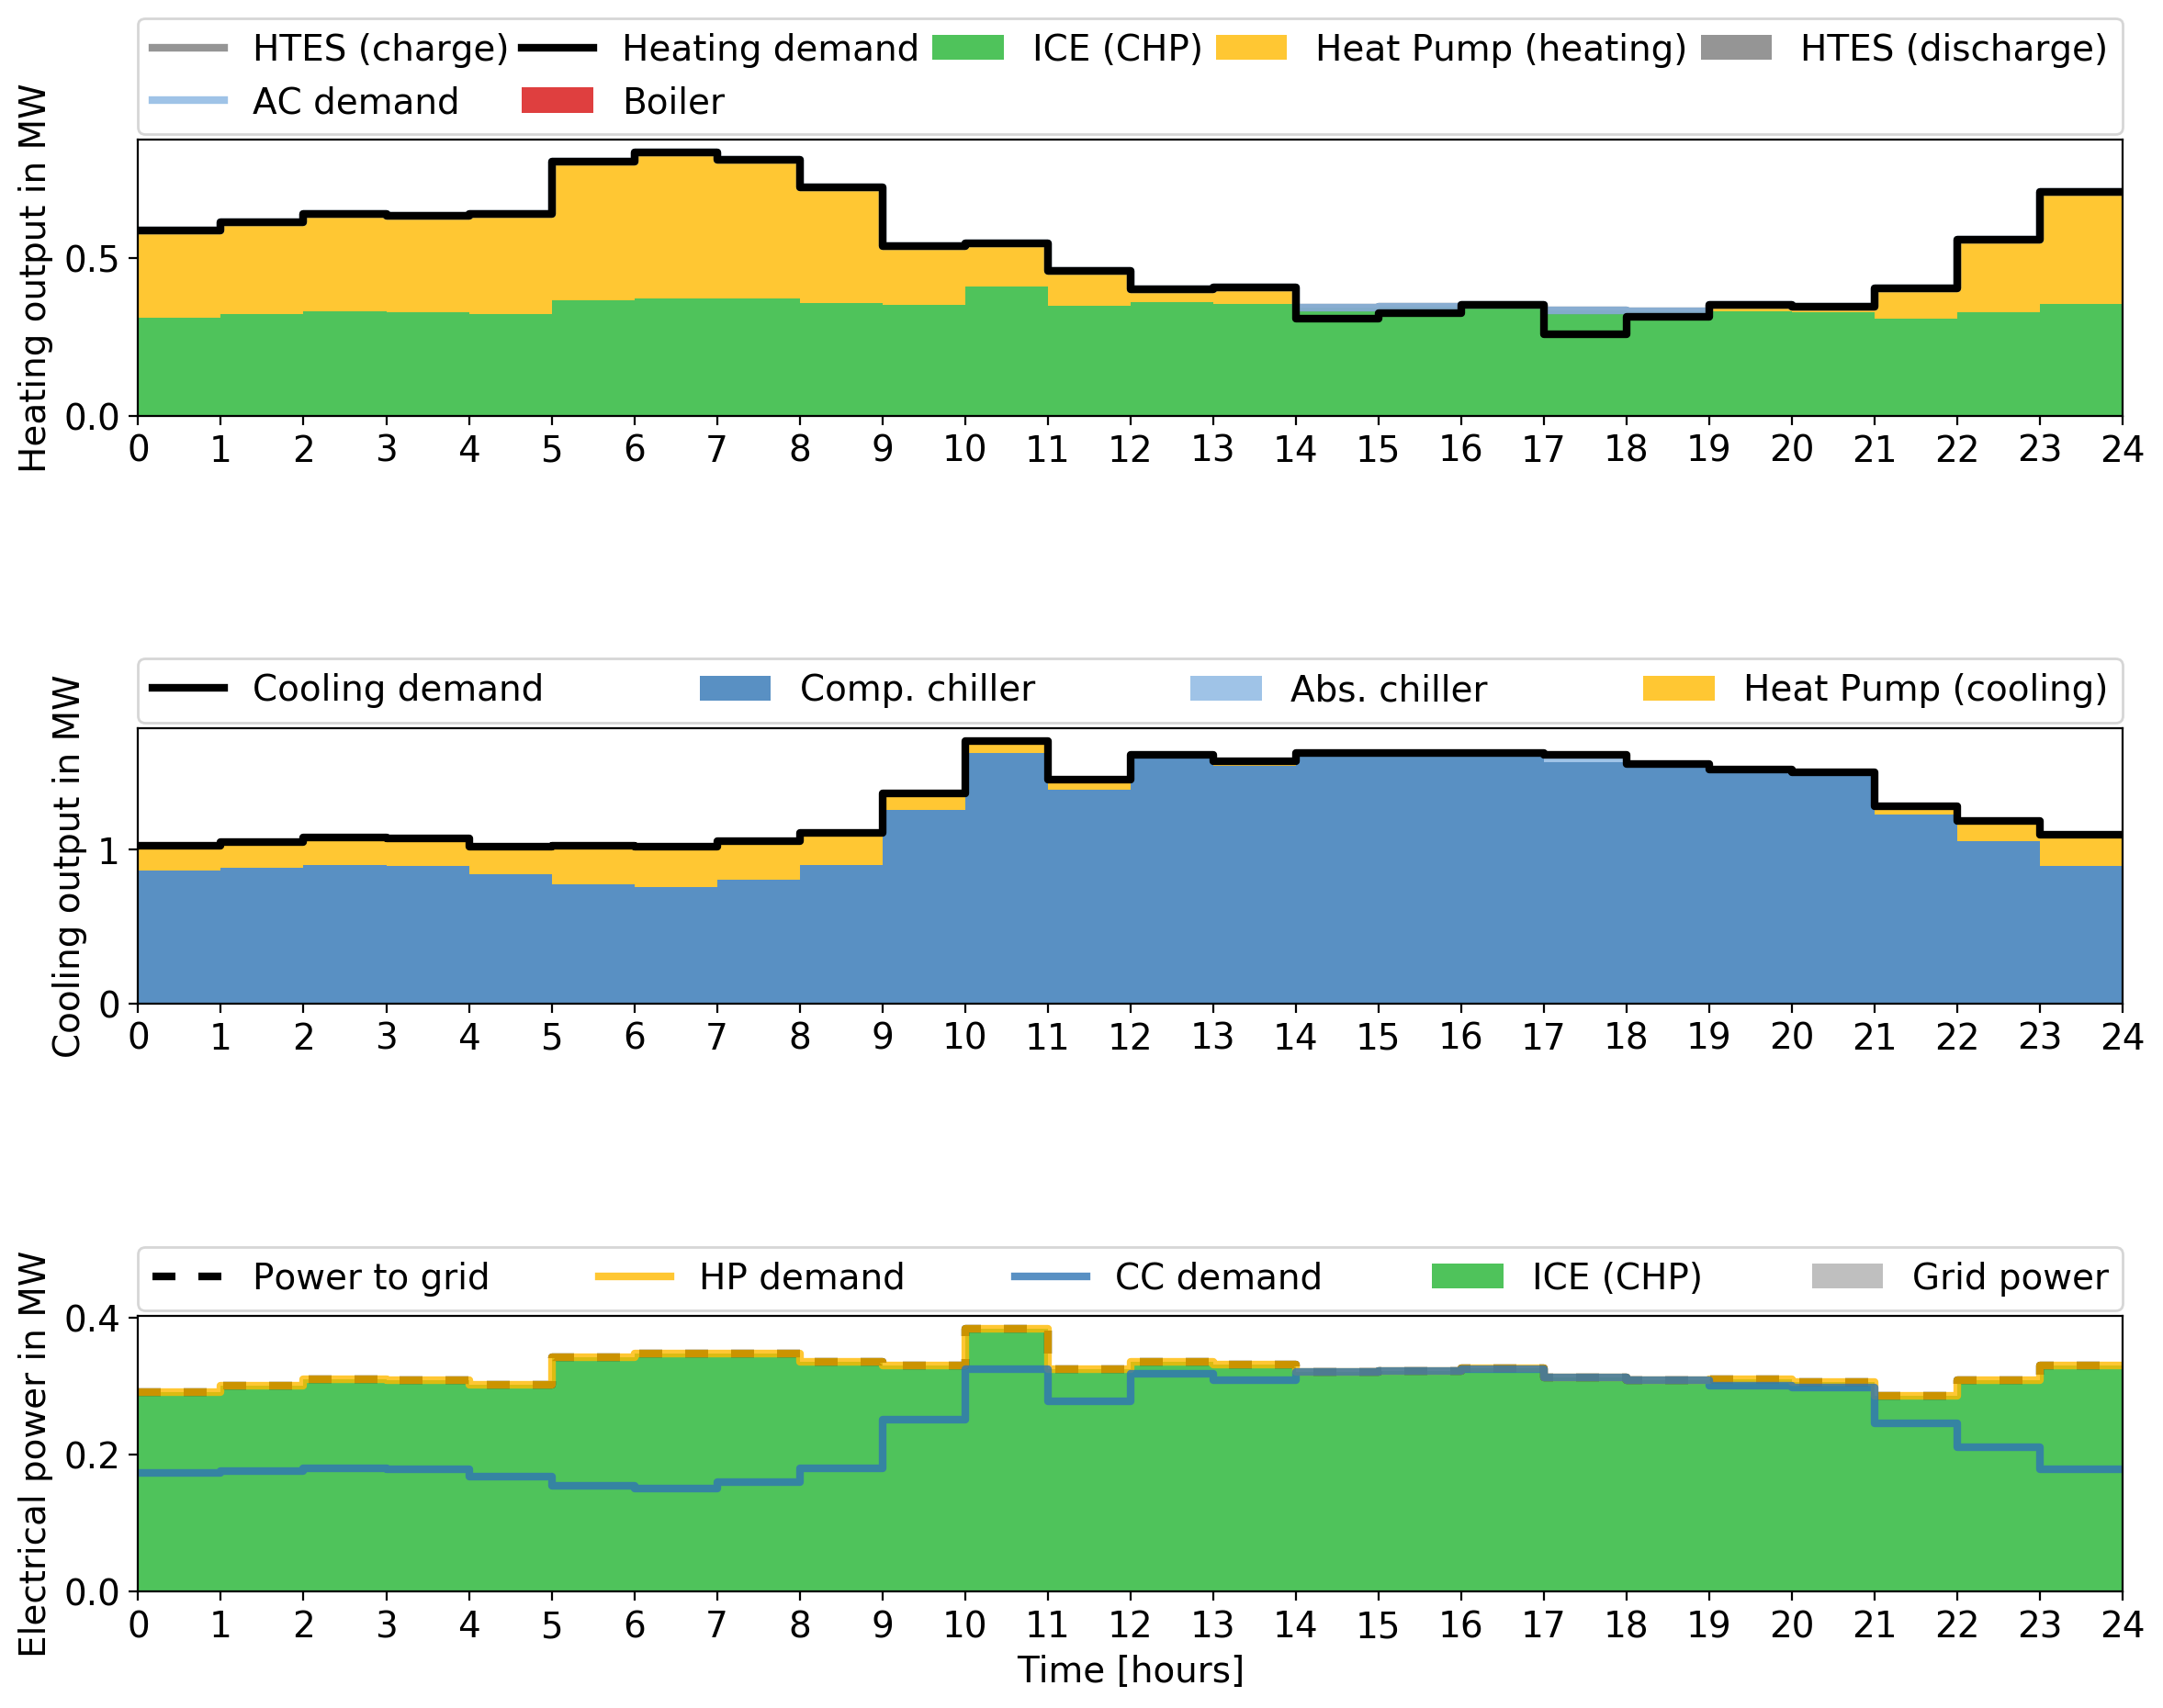 HTES (charge) Heating demand ICE (CHP) Heat Pump (heating) HTES (discharge)
AC demand Boiler
Heating output in MW
0.5
0.0
0 1 2 3 4 5 6 7 8 9 10 11 12 13 14 15 16 17 18 19 20 21 22 23 24
Cooling demand Comp. chiller Abs. chiller Heat Pump (cooling)
Cooling output in MW
1
0
0 1 2 3 4 5 6 7 8 9 10 11 12 13 14 15 16 17 18 19 20 21 22 23 24
Power to grid HP demand CC demand ICE (CHP) Grid power
Electrical power in MW
0.4
0.2
0.0
0 1 2 3 4 5 6 7 8 9 10 11 12 13 14 15 16 17 18 19 20 21 22 23 24
Time [hours]